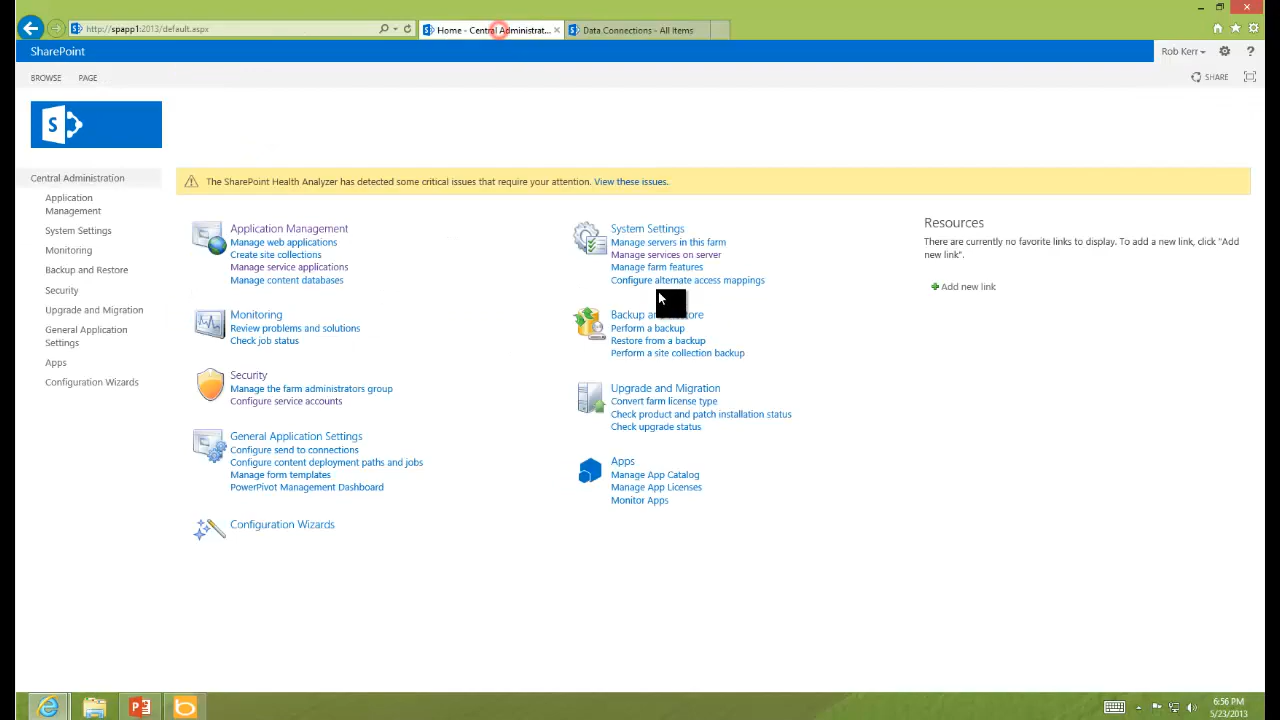 http://spapp1:2013/default.aspx
Home - Central Administrat...
Data Connections - All Items
SharePoint
Rob Kerr
?
BROWSE
PAGE
SHARE
S
Central Administration
Application
Management
System Settings
Monitoring
Backup and Restore
Security
Upgrade and Migration
General Application
Settings
Apps
Configuration Wizards
The SharePoint Health Analyzer has detected some critical issues that require your attention. View these issues.
Application Management
Manage web applications
Create site collections
Manage service applications
Manage content databases
Monitoring
Review problems and solutions
Check job status
Security
Manage the farm administrators group
Configure service accounts
General Application Settings
Configure send to connections
Configure content deployment paths and jobs
Manage form templates
PowerPivot Management Dashboard
Configuration Wizards
System Settings
Manage servers in this farm
Manage services on server
Manage farm features
Configure alternate access mappings
Backup an
Perform a backup
Restore from a backup
Perform a site collection backup
Upgrade and Migration
Convert farm license type
Check product and patch installation status
Check upgrade status
Apps
Manage App Catalog
Manage App Licenses
Monitor Apps
Resources
There are currently no favorite links to display. To add a new link, click "Add
new link".
Add new link
6:56 PM
5/23/2013